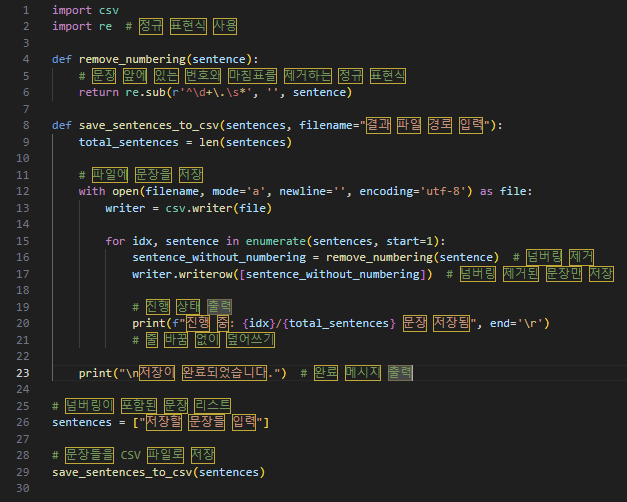 1 import csv
2 import re  # 정규 표현식 사용
3
4 def remove_numbering(sentence):
5     # 문장 앞에 있는 번호와 마침표를 제거하는 정규 표현식
6     return re.sub(r'^\d+\.\s*', '', sentence)
7
8 def save_sentences_to_csv(sentences, filename="결과 파일 경로 입력"):
9     total_sentences = len(sentences)
10
11     # 파일에 문장을 저장
12     with open(filename, mode='a', newline='', encoding='utf-8') as file:
13         writer = csv.writer(file)
14
15         for idx, sentence in enumerate(sentences, start=1):
16             sentence_without_numbering = remove_numbering(sentence)  # 넘버링 제거
17             writer.writerow([sentence_without_numbering])  # 넘버링 제거된 문장만 저장
18
19             # 진행 상태 출력
20             print(f"진행 중: {idx}/{total_sentences} 문장 저장됨", end='\r')
21             # 줄 바꿈 없이 덮어쓰기
22
23     print("\n저장이 완료되었습니다.")  # 완료 메시지 출력
24
25 # 넘버링이 포함된 문장 리스트
26 sentences = ["저장할 문장들 입력"]
27
28 # 문장들을 CSV 파일로 저장
29 save_sentences_to_csv(sentences)
30